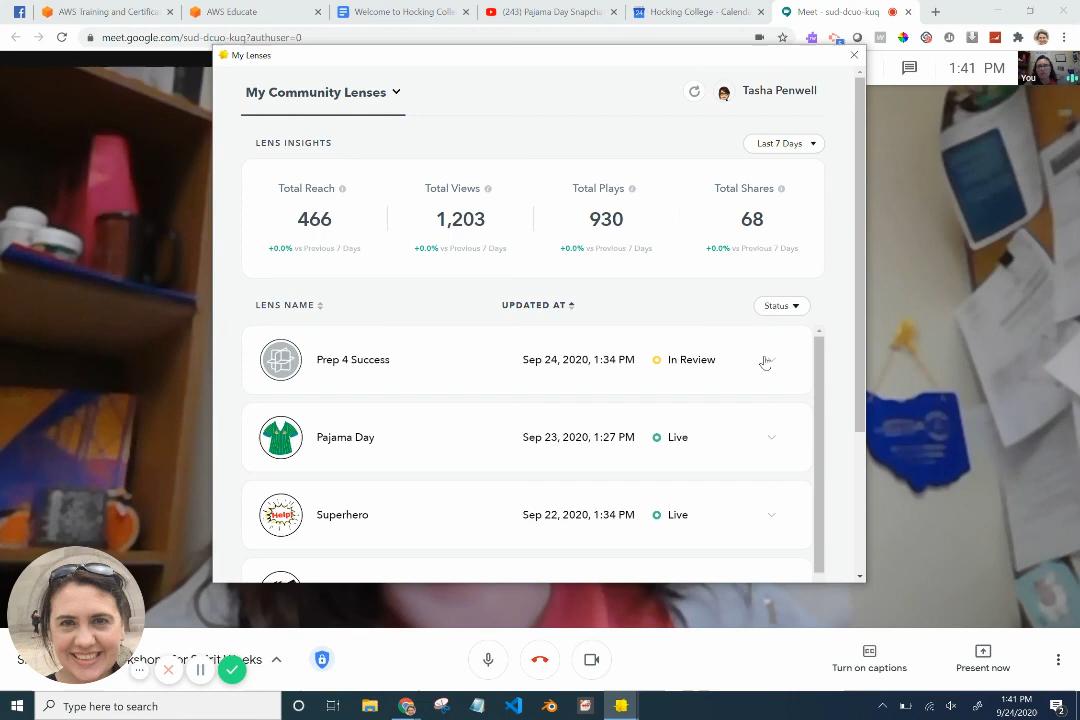 AWS Training and Certifica
AWS Educate
Welcome to Hocking Colle
(243) Pajama Day Snapcha
Hocking College - Calenda
Meet - sud-dcuo-kuq
meet.google.com/sud-dcuo-kuq?authuser=0
My Lenses
1:41 PM
You
My Community Lenses
Tasha Penwell
LENS INSIGHTS
Last 7 Days
Total Reach
Total Views
Total Plays
Total Shares
466
1,203
930
68
+0.0% vs Previous 7 Days
+0.0% vs Previous 7 Days
+0.0% vs Previous 7 Days
+0.0% vs Previous 7 Days
LENS NAME
UPDATED AT
Status
Prep 4 Success
Sep 24, 2020, 1:34 PM
In Review
Pajama Day
Sep 23, 2020, 1:27 PM
Live
Help!
Superhero
Sep 22, 2020, 1:34 PM
Live
Turn on captions
Present now
Type here to search
1:41 PM
9/24/2020
2